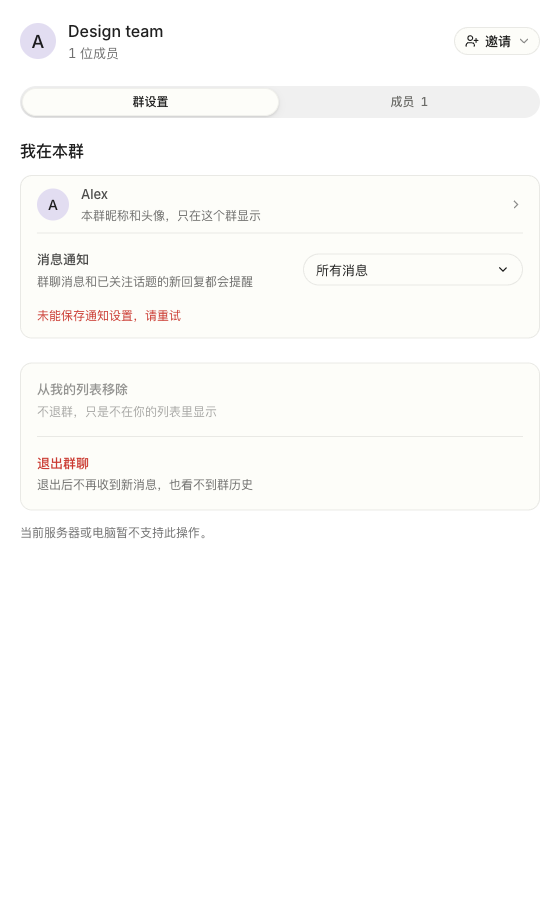 A
Design team
1 位成员
邀请
群设置
成员 1
我在本群
A
Alex
本群昵称和头像，只在这个群显示
消息通知
群聊消息和已关注话题的新回复都会提醒
所有消息
未能保存通知设置，请重试
从我的列表移除
不退群，只是不在你的列表里显示
退出群聊
退出后不再收到新消息，也看不到群历史
当前服务器或电脑暂不支持此操作。